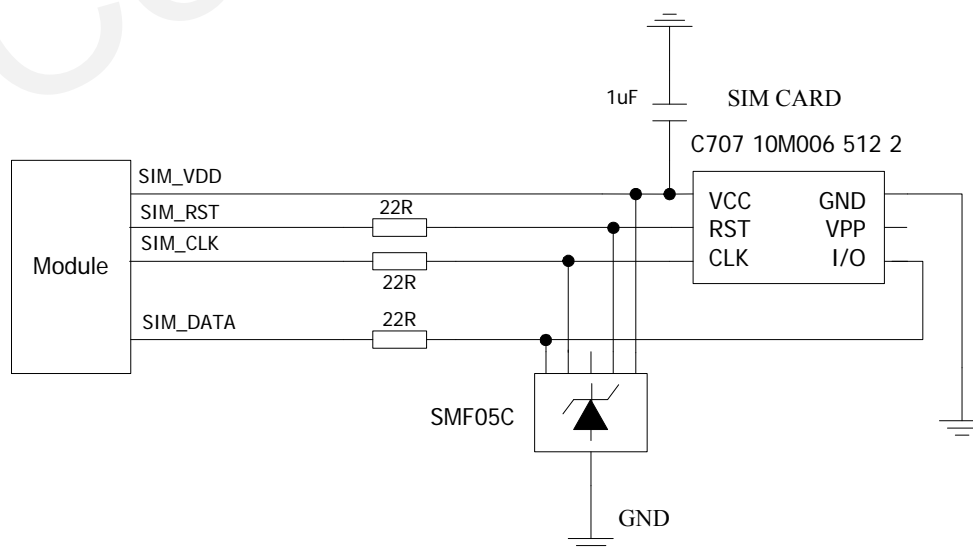 1uF
SIM CARD
C707 10M006 512 2
Module
SIM_VDD
SIM_RST
22R
SIM_CLK
22R
SIM_DATA
22R
VCC GND
RST VPP
CLK I/O
SMF05C
GND